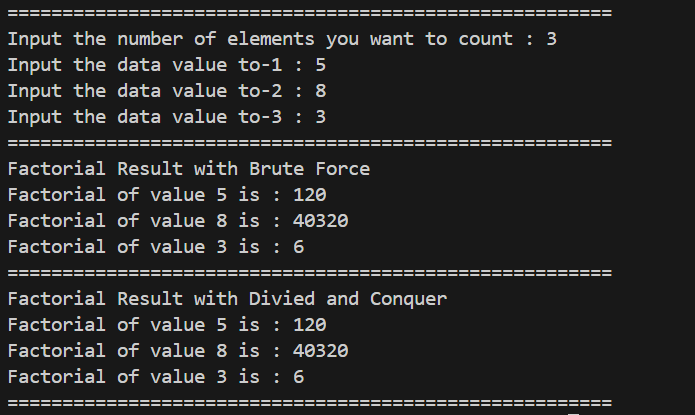 =======================================================
Input the number of elements you want to count : 3
Input the data value to-1 : 5
Input the data value to-2 : 8
Input the data value to-3 : 3
=======================================================
Factorial Result with Brute Force
Factorial of value 5 is : 120
Factorial of value 8 is : 40320
Factorial of value 3 is : 6
=======================================================
Factorial Result with Divied and Conquer
Factorial of value 5 is : 120
Factorial of value 8 is : 40320
Factorial of value 3 is : 6
=======================================================